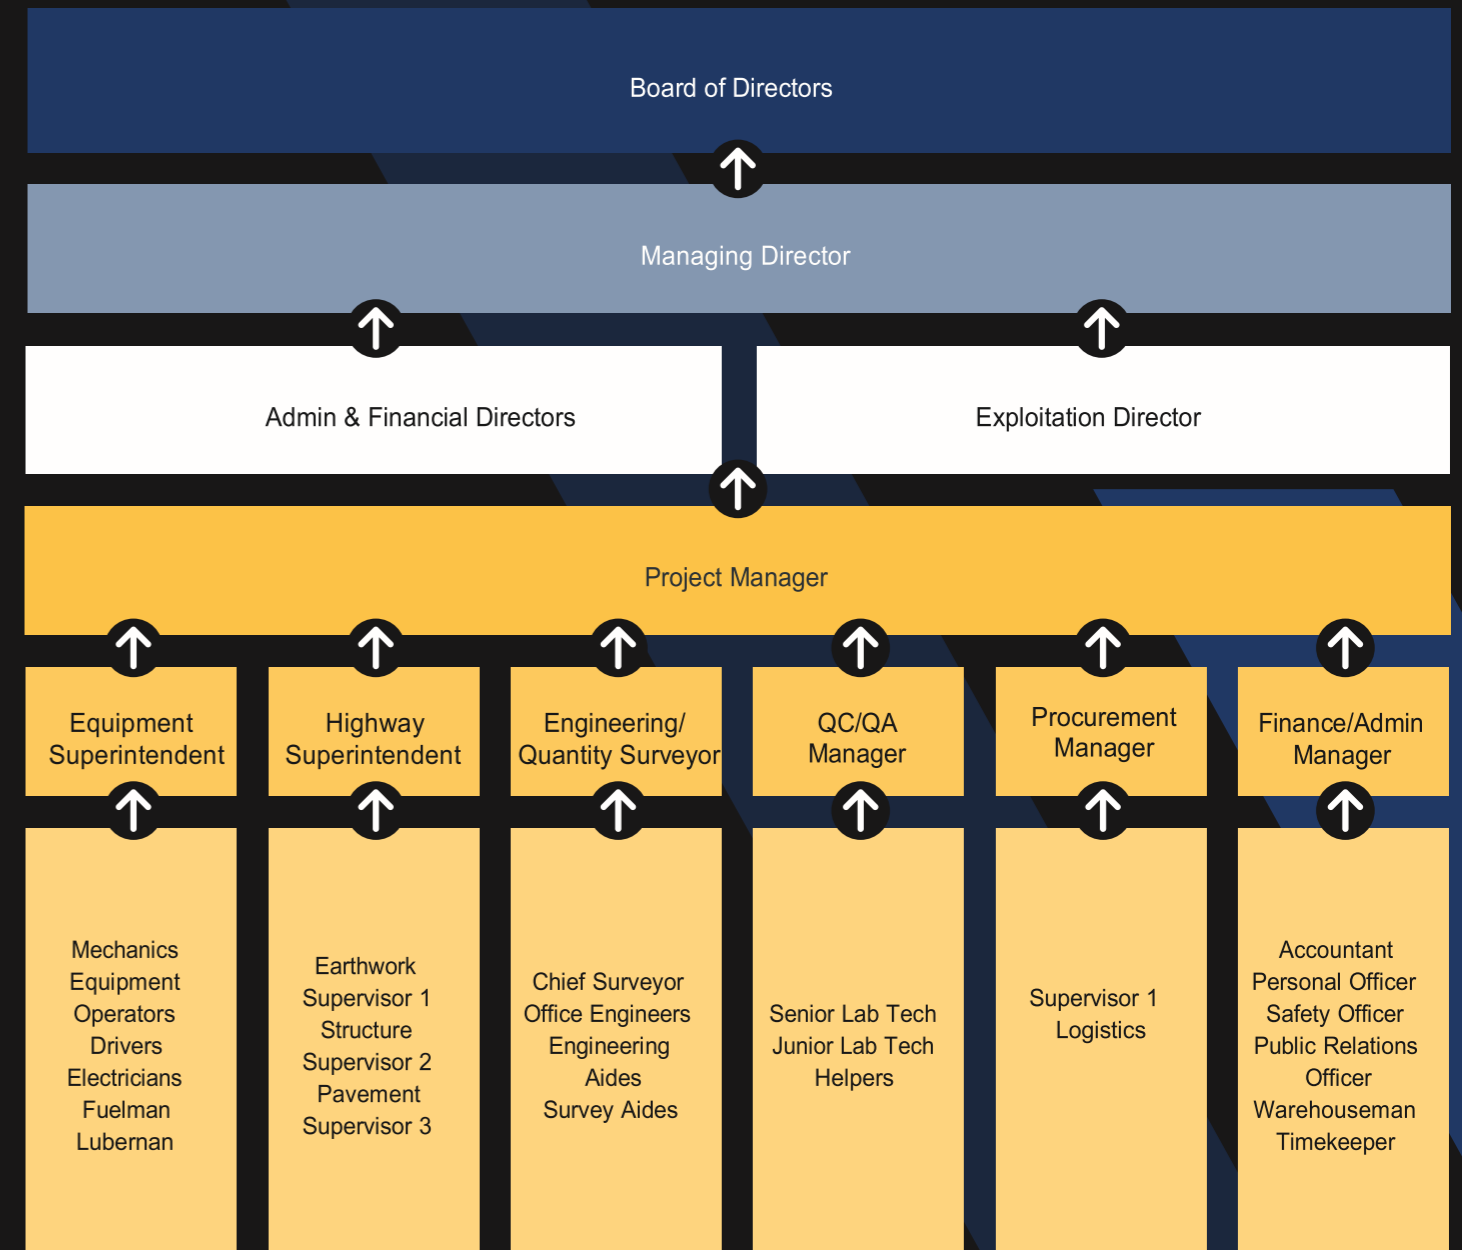 Board of Directors
Managing Director
Admin & Financial Directors
Exploitation Director
Project Manager
Equipment
Superintendent
Highway
Superintendent
Engineering/
Quantity Surveyor
QC/QA
Manager
Procurement
Manager
Finance/Admin
Manager
Mechanics
Equipment
Operators
Drivers
Electricians
Fuelman
Lubernan
Earthwork
Supervisor 1
Structure
Supervisor 2
Pavement
Supervisor 3
Chief Surveyor
Office Engineers
Engineering
Aides
Survey Aides
Senior Lab Tech
Junior Lab Tech
Helpers
Supervisor 1
Logistics
Accountant
Personal Officer
Safety Officer
Public Relations
Officer
Warehouseman
Timekeeper